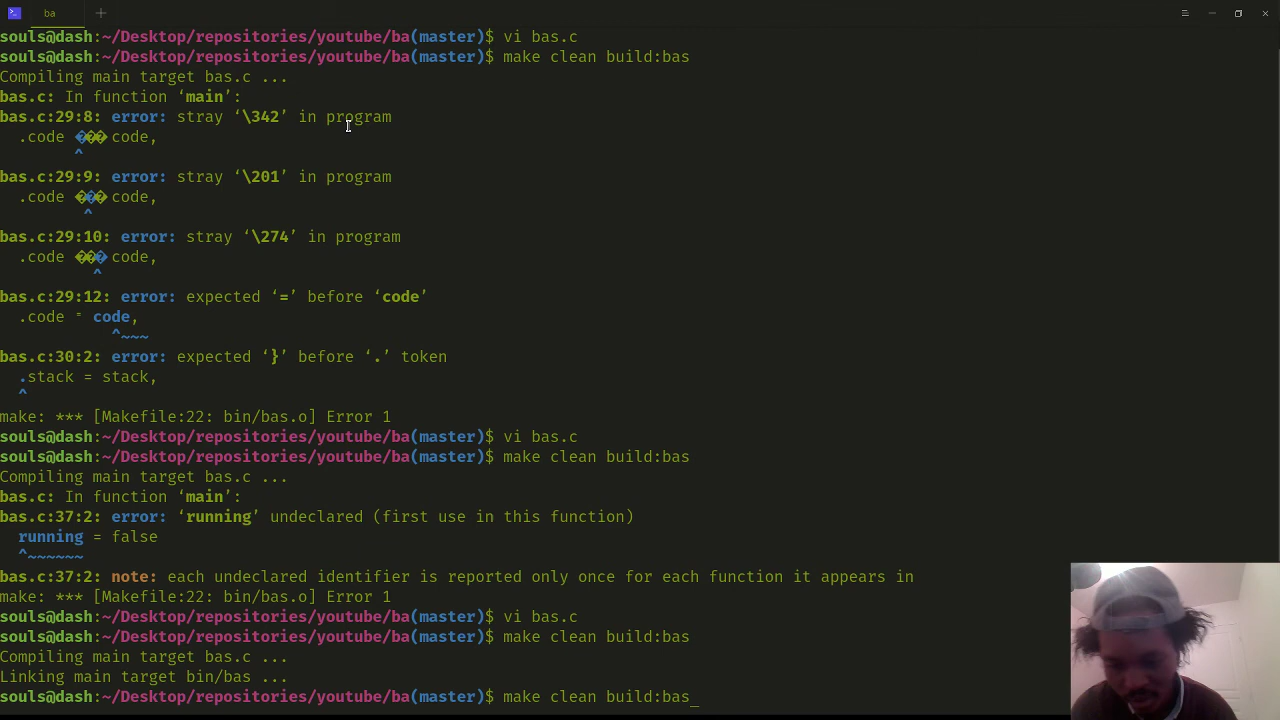 ba
souls@dash:~/Desktop/repositories/youtube/ba(master)$ vi bas.c
souls@dash:~/Desktop/repositories/youtube/ba(master)$ make clean build:bas
Compiling main target bas.c ...
bas.c: In function ‘main’:
bas.c:29:8: error: stray ‘\342’ in program
.code ��� code,
^
bas.c:29:9: error: stray ‘\201’ in program
.code ��� code,
^
bas.c:29:10: error: stray ‘\274’ in program
.code ��� code,
^
bas.c:29:12: error: expected ‘=’ before ‘code’
.code ⁼ code,
^~~~
bas.c:30:2: error: expected ‘}’ before ‘.’ token
.stack = stack,
^
make: *** [Makefile:22: bin/bas.o] Error 1
souls@dash:~/Desktop/repositories/youtube/ba(master)$ vi bas.c
souls@dash:~/Desktop/repositories/youtube/ba(master)$ make clean build:bas
Compiling main target bas.c ...
bas.c: In function ‘main’:
bas.c:37:2: error: ‘running’ undeclared (first use in this function)
running = false
^~~~~~~
bas.c:37:2: note: each undeclared identifier is reported only once for each function it appears in
make: *** [Makefile:22: bin/bas.o] Error 1
souls@dash:~/Desktop/repositories/youtube/ba(master)$ vi bas.c
souls@dash:~/Desktop/repositories/youtube/ba(master)$ make clean build:bas
Compiling main target bas.c ...
Linking main target bin/bas ...
souls@dash:~/Desktop/repositories/youtube/ba(master)$ make clean build:bas_